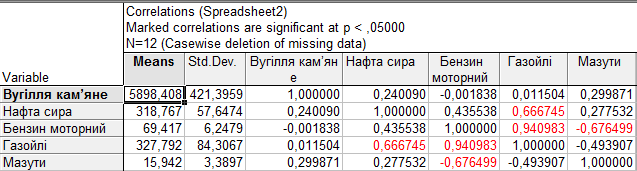 Correlations (Spreadsheet2)
Marked correlations are significant at p < ,05000
N=12 (Casewise deletion of missing data)
Variable Means Std.Dev. Вугілля кам’яне Нафта сира Бензин моторний Газойлі Мазути
Вугілля кам’яне 5898,408 421,3959 1,000000 0,240090 -0,001838 0,011504 0,299871
Нафта сира 318,767 57,6474 0,240090 1,000000 0,435538 0,666745 0,277532
Бензин моторний 69,417 6,2479 -0,001838 0,435538 1,000000 0,940983 -0,676499
Газойлі 327,792 84,3067 0,011504 0,666745 0,940983 1,000000 -0,493907
Мазути 15,942 3,3897 0,299871 0,277532 -0,676499 -0,493907 1,000000